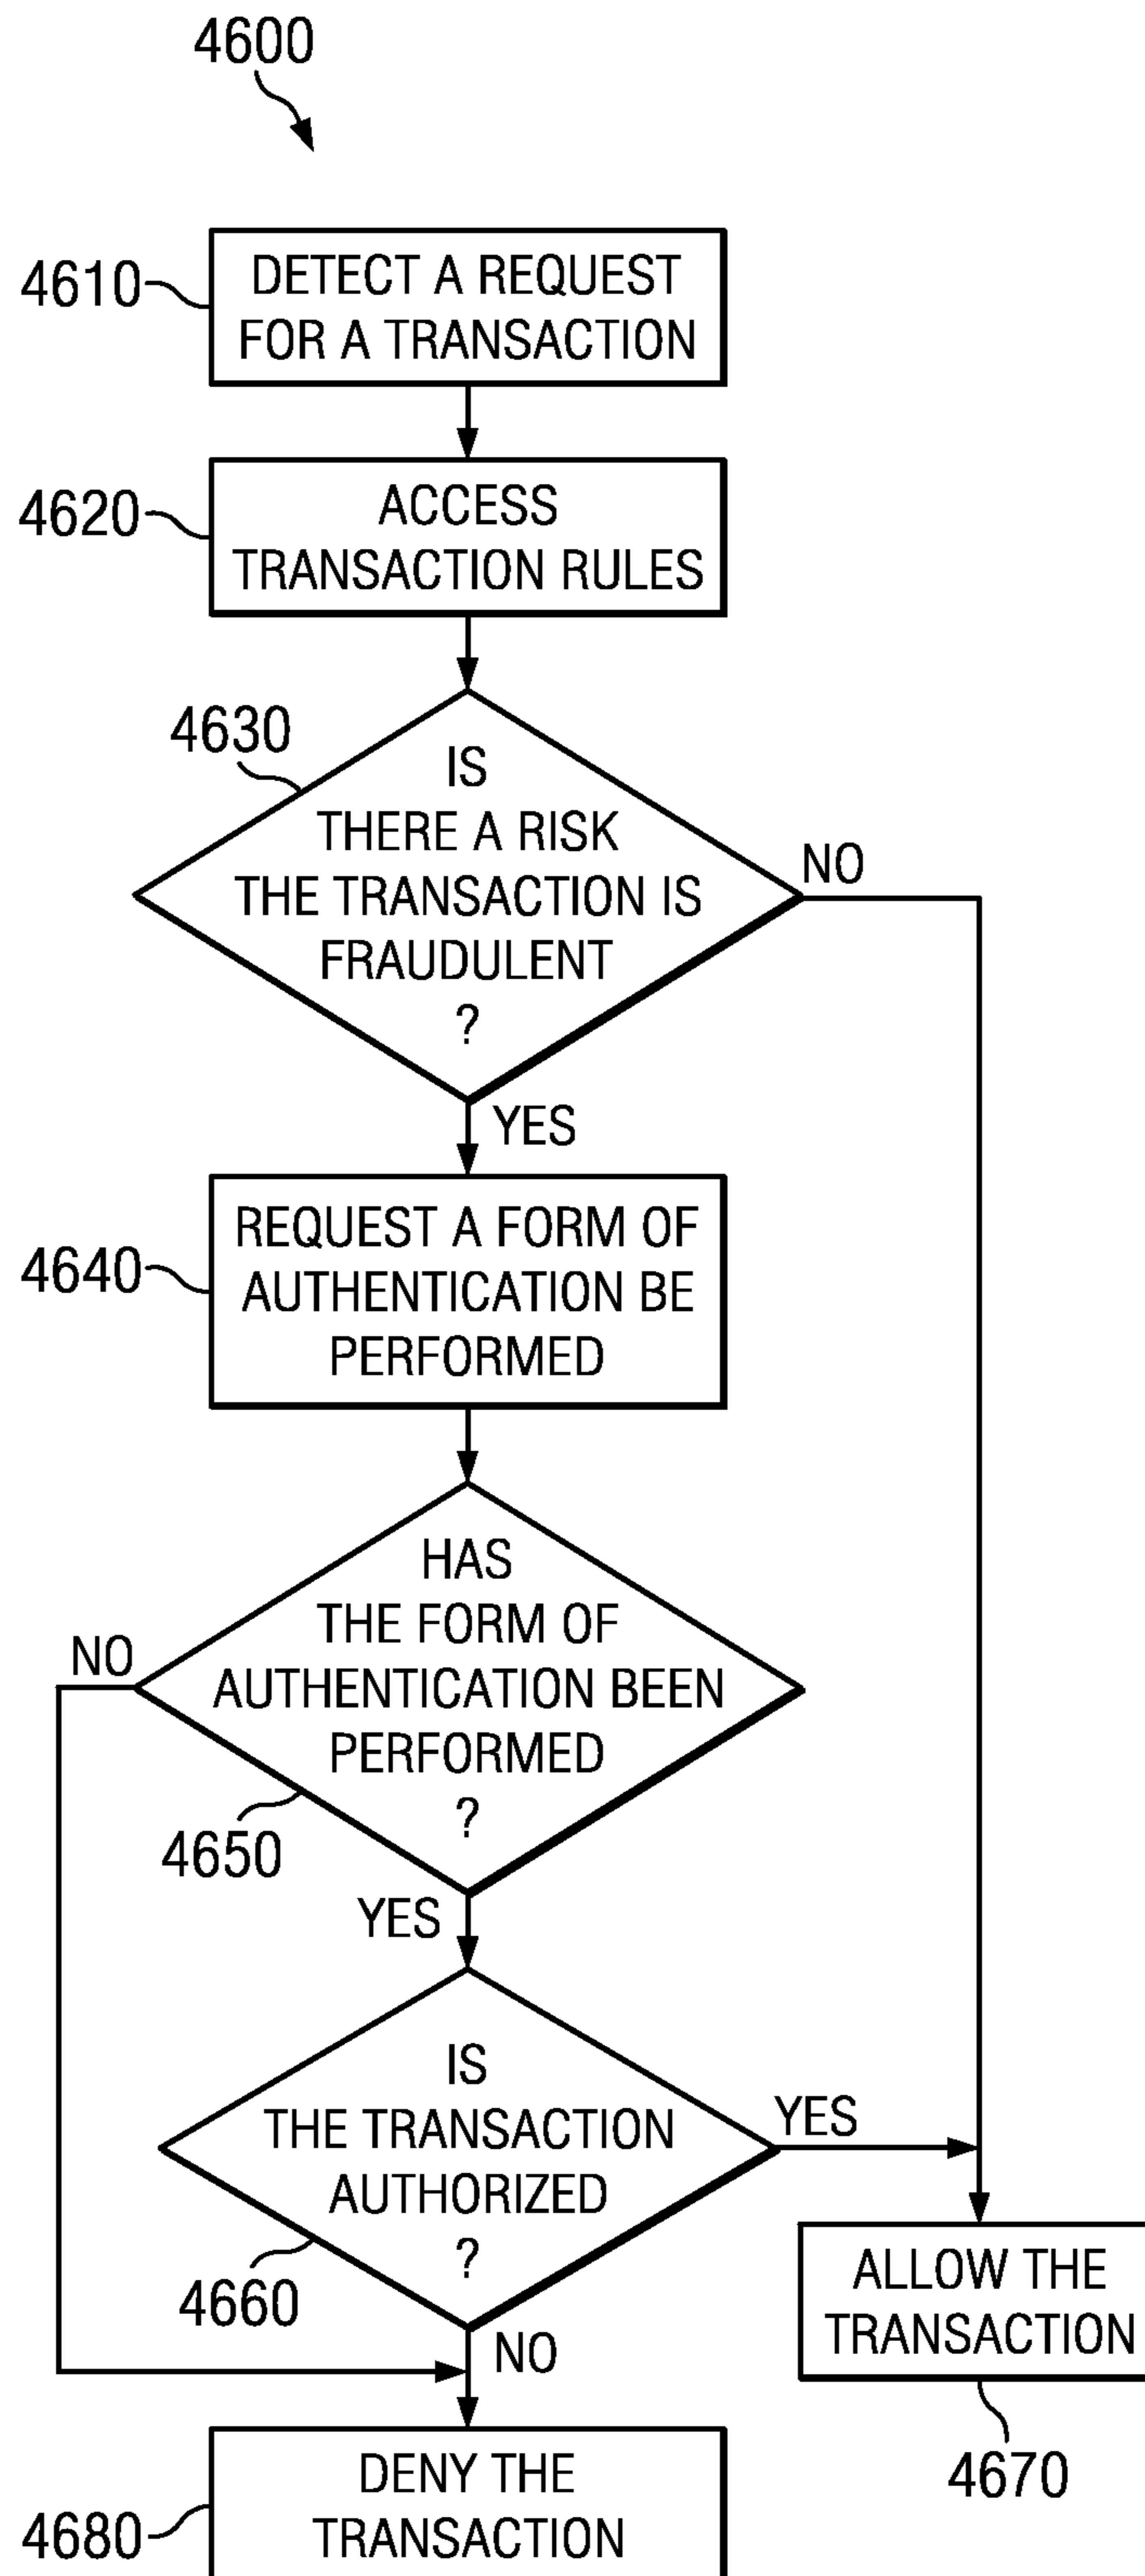 4600
4610
DETECT A REQUEST
FOR A TRANSACTION
4620
ACCESS
TRANSACTION RULES
4630
IS
THERE A RISK
THE TRANSACTION IS
FRAUDULENT
?
NO
YES
4640
REQUEST A FORM OF
AUTHENTICATION BE
PERFORMED
HAS
THE FORM OF
AUTHENTICATION BEEN
PERFORMED
?
NO
4650
YES
IS
THE TRANSACTION
AUTHORIZED
?
YES
4660
NO
ALLOW THE
TRANSACTION
4670
4680
DENY THE
TRANSACTION